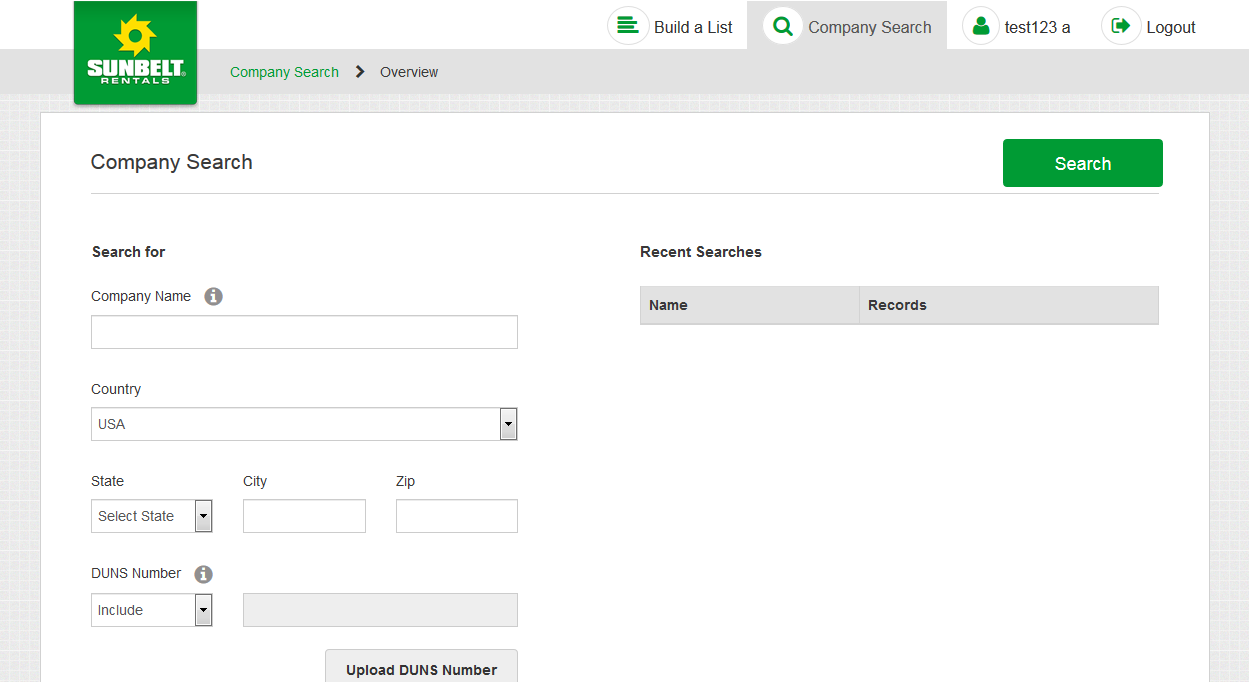 Build a List
Company Search
test123 a
Logout
SUNBELT®
RENTALS
Company Search
Overview
Company Search
Search
Search for
Recent Searches
Company Name
Name
Records
Country
USA
State
City
Zip
Select State
DUNS Number
Include
Upload DUNS Number